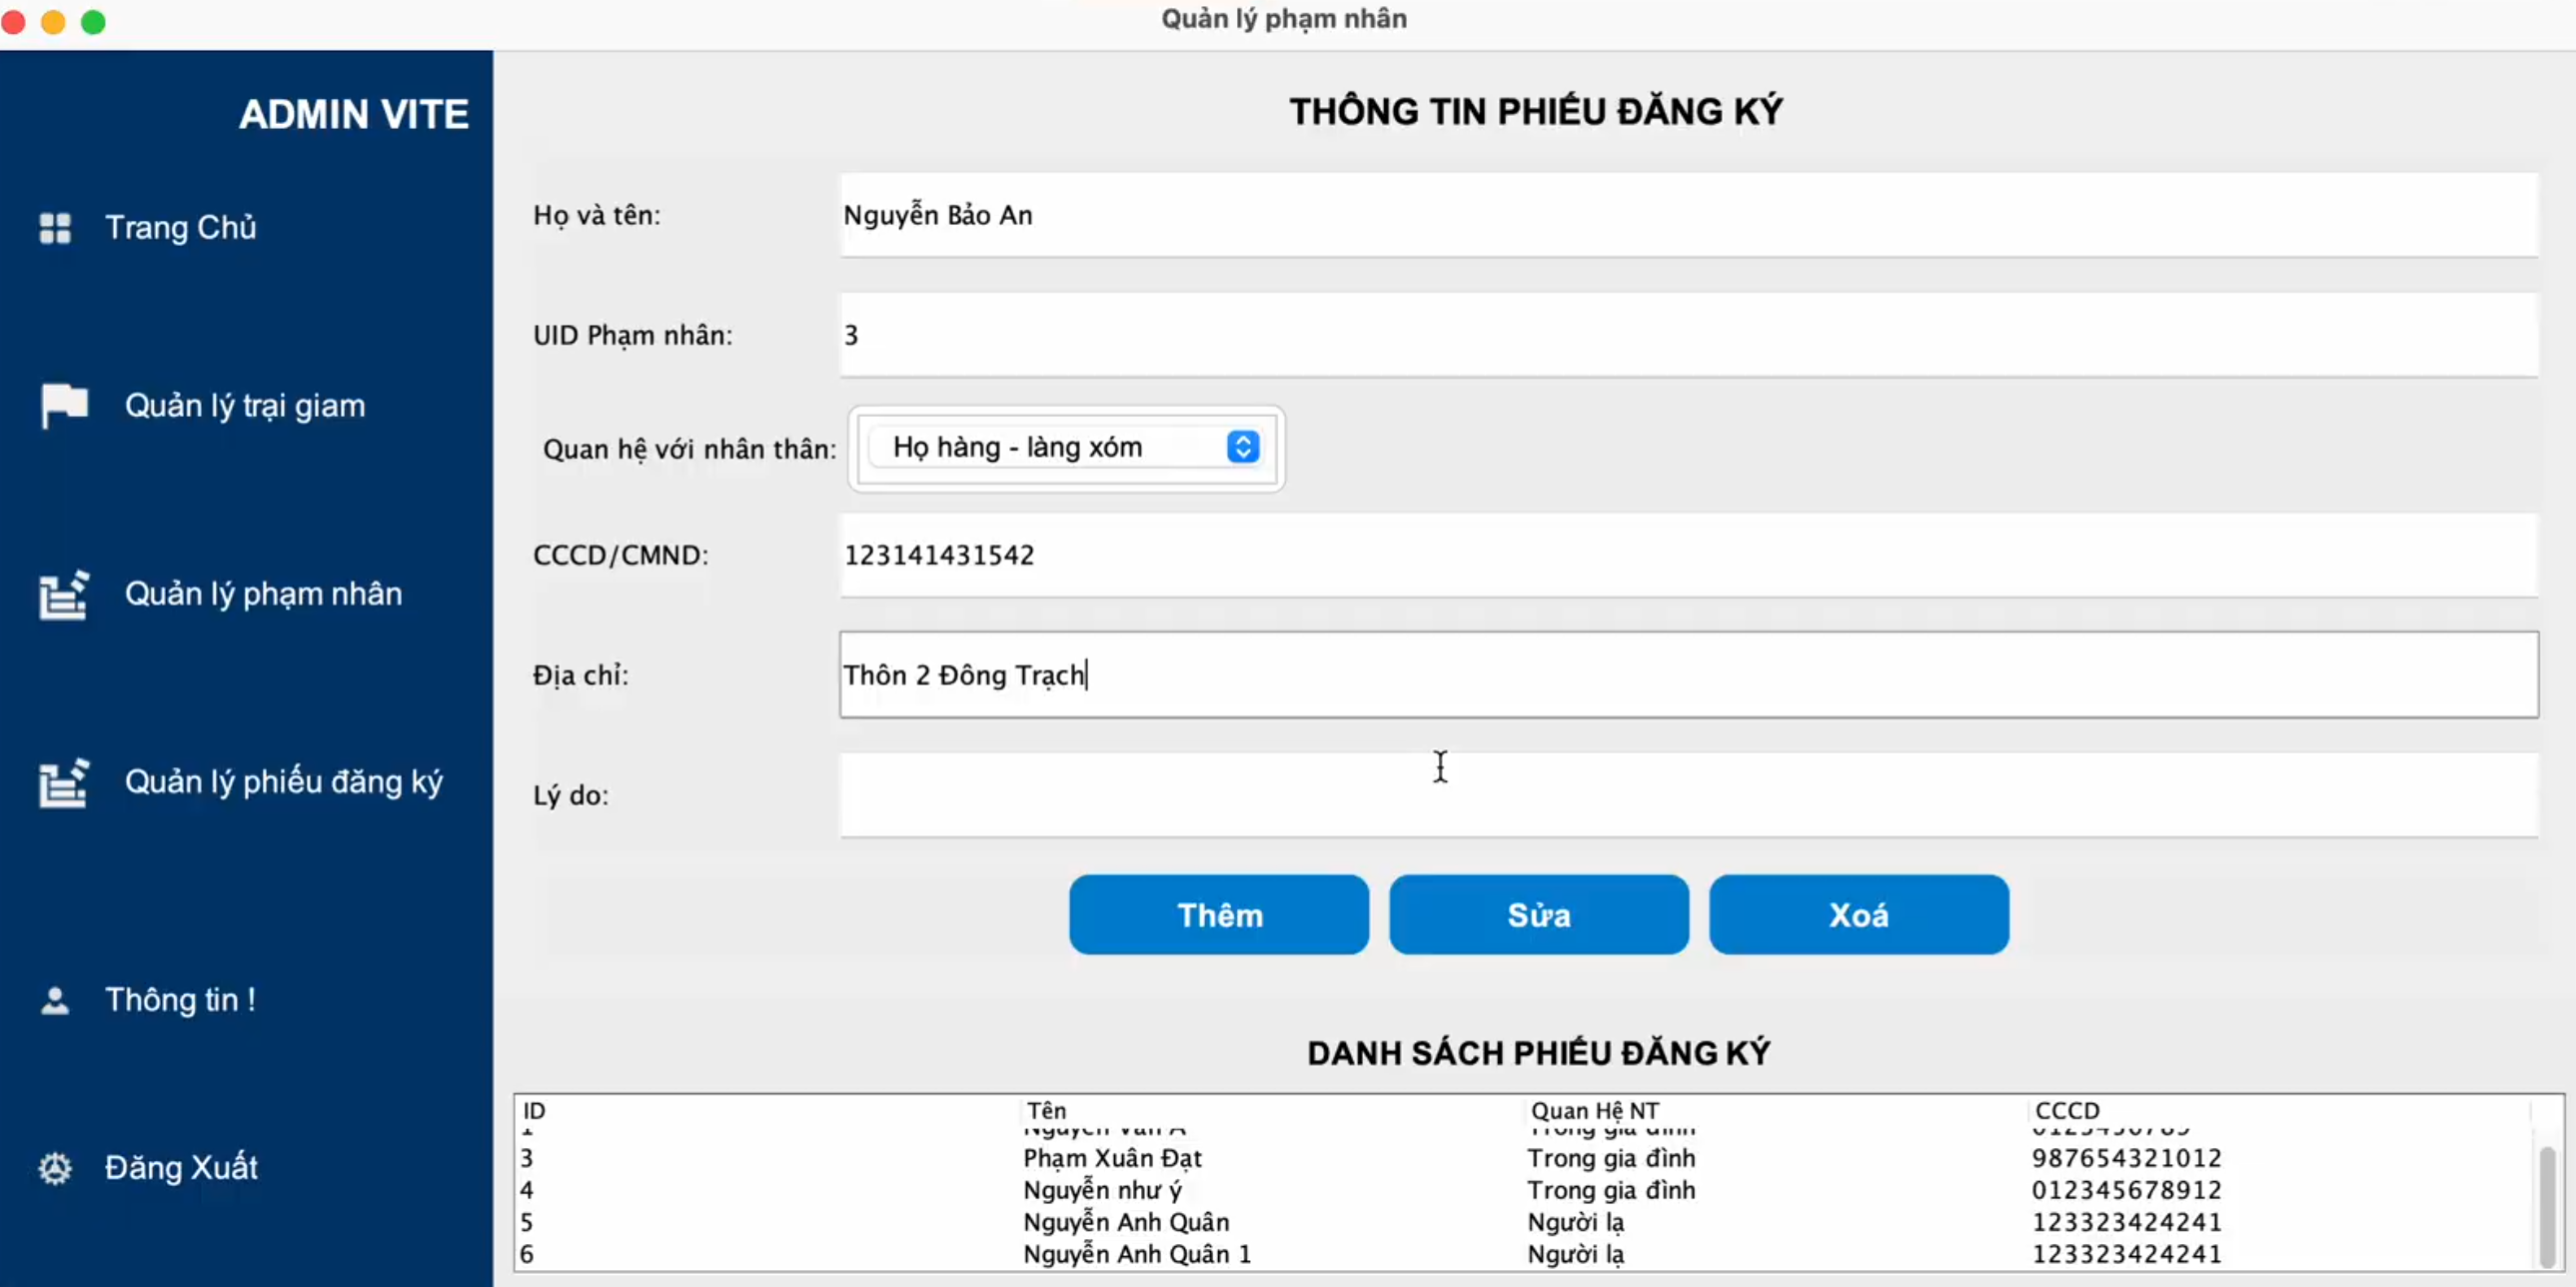 Quản lý phạm nhân
ADMIN VITE
Trang Chủ
Quản lý trại giam
Quản lý phạm nhân
Quản lý phiếu đăng ký
Thông tin !
Đăng Xuất
THÔNG TIN PHIẾU ĐĂNG KÝ
Họ và tên: Nguyễn Bảo An
UID Phạm nhân: 3
Quan hệ với nhân thân: Họ hàng - làng xóm
CCCD/CMND: 123141431542
Địa chỉ: Thôn 2 Đông Trạch
Lý do:
Thêm Sửa Xoá
DANH SÁCH PHIẾU ĐĂNG KÝ
ID Tên Quan Hệ NT CCCD
3 Phạm Xuân Đạt Trong gia đình 987654321012
4 Nguyễn như ý Trong gia đình 012345678912
5 Nguyễn Anh Quân Người lạ 123323424241
6 Nguyễn Anh Quân 1 Người lạ 123323424241